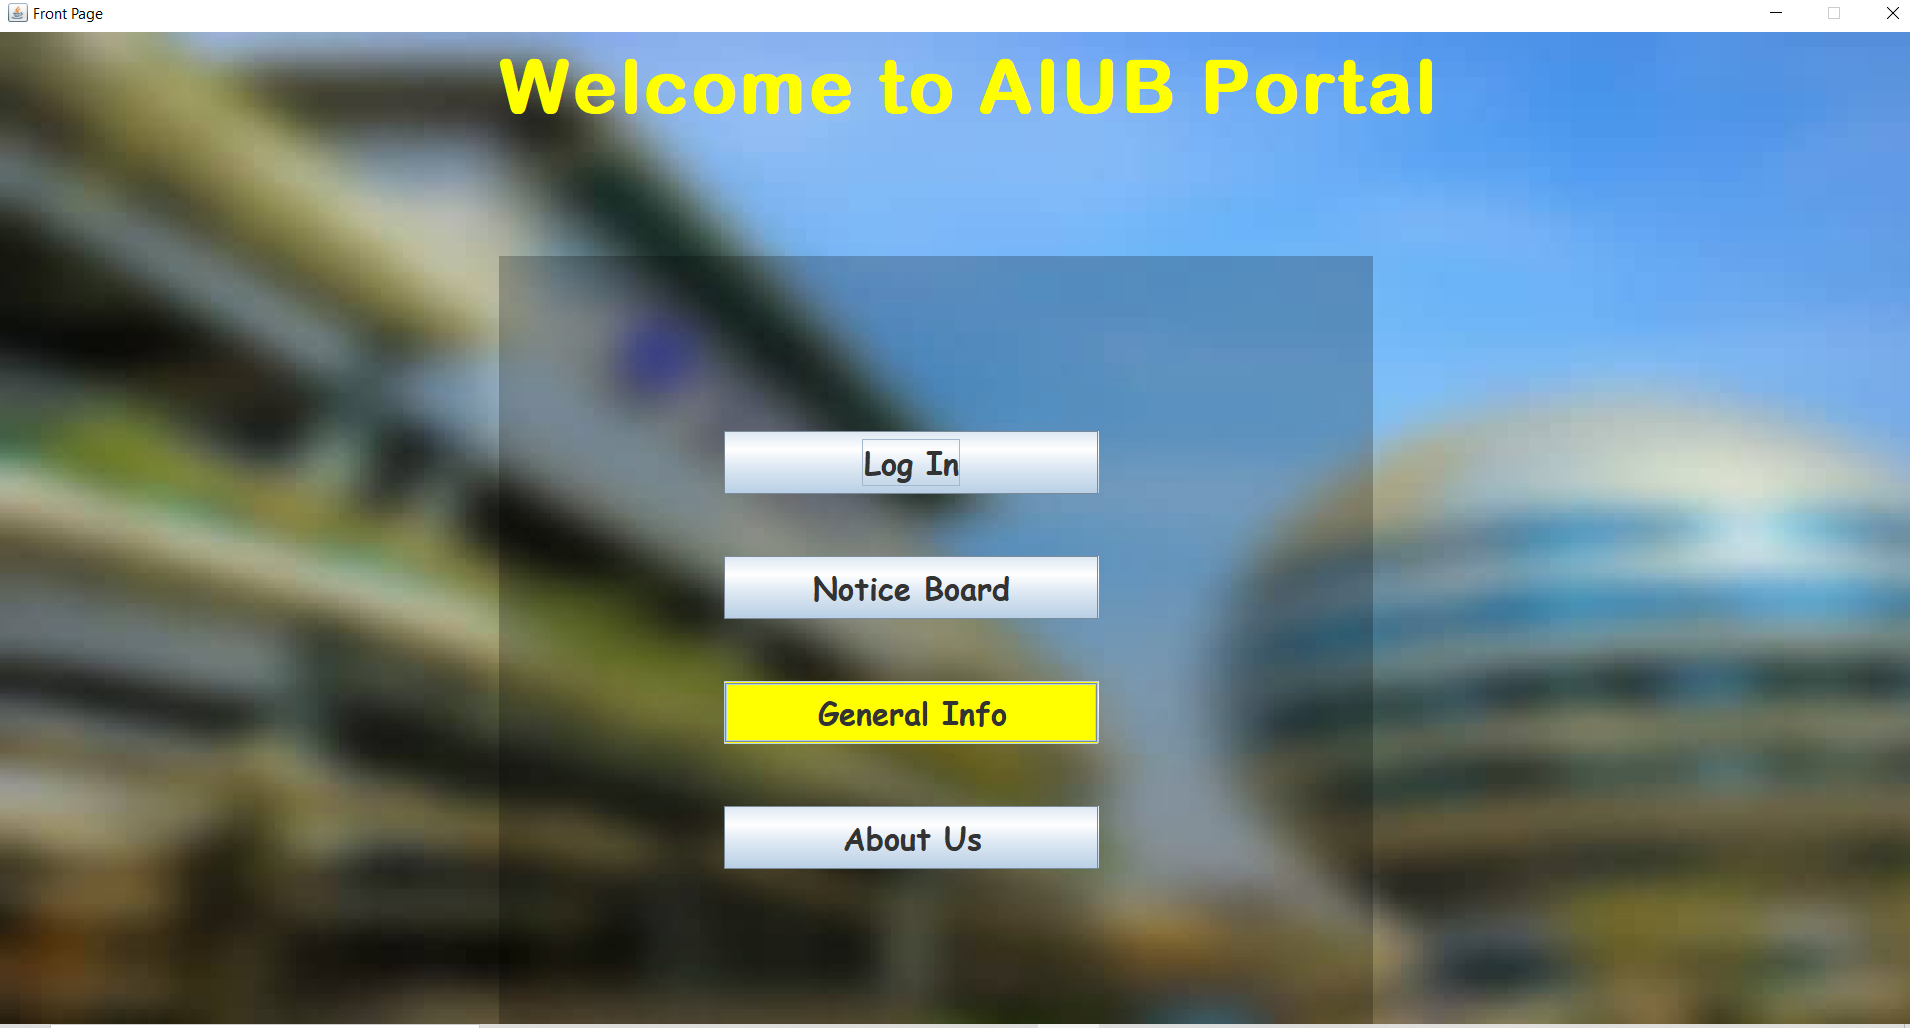 Front Page
Welcome to AIUB Portal
Log In
Notice Board
General Info
About Us